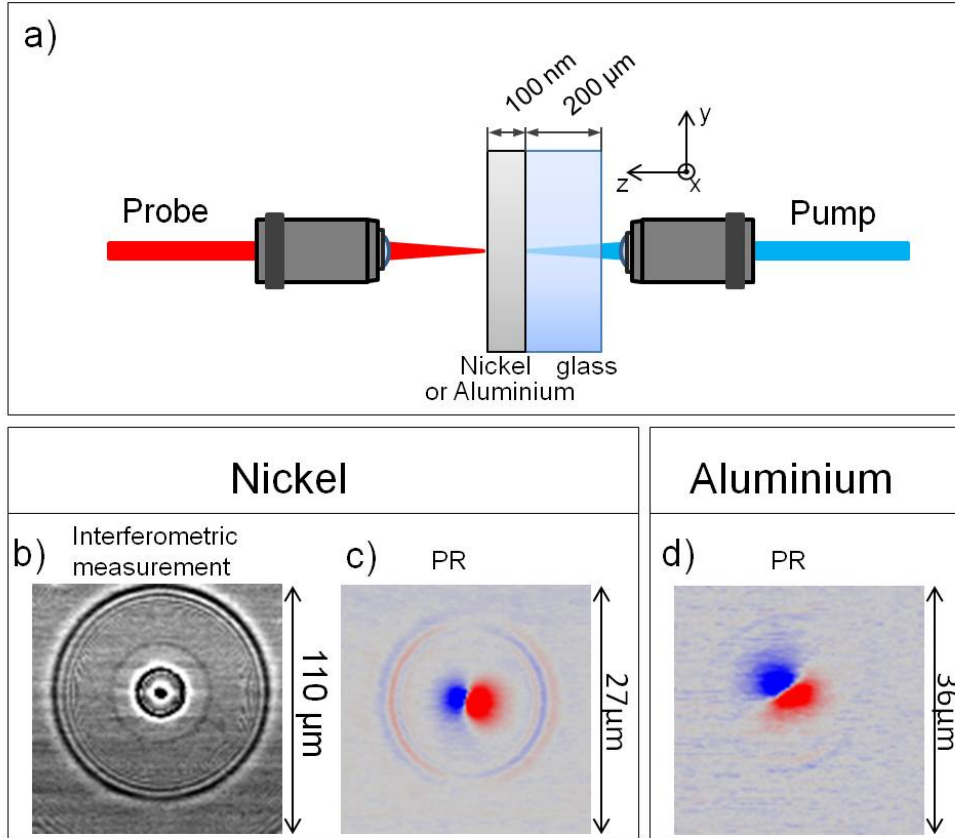 a)
100 nm
200 µm
y
z
x
Probe
Pump
Nickel
glass
or Aluminium
Nickel
Aluminium
b)
Interferometric
measurement
c)
PR
d)
PR
110 µm
27µm
36µm